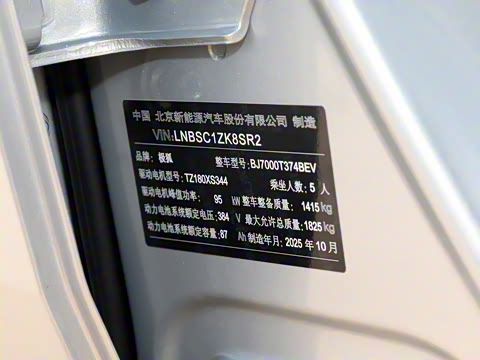 中国 北京新能源汽车股份有限公司 制造
VIN:LNBSC1ZK8SR2
品牌: 极狐 整车型号:BJ7000T374BEV
驱动电机型号:TZ180XS344 乘坐人数: 5 人
驱动电机峰值功率: 95 kW 整车整备质量: 1415 kg
动力电池系统额定电压: 384 V 最大允许总质量: 1825 kg
动力电池系统额定容量: 87 Ah 制造年月: 2025 年 10 月